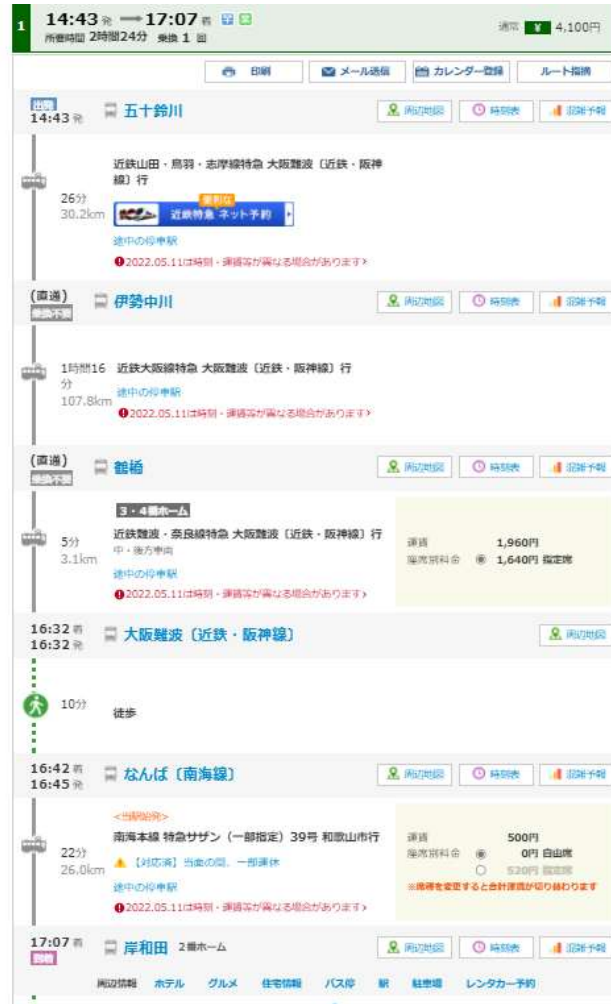 1 14:43発 → 17:07着 早 楽 通常 ¥ 4,100円
所要時間 2時間24分 乗換 1 回
印刷 メール送信 カレンダー登録 ルート指摘
出発
14:43発 五十鈴川 周辺地図 時刻表 混雑予報
近鉄山田・鳥羽・志摩線特急 大阪難波〔近鉄・阪神
線〕行
26分
30.2km
便利な
近鉄特急 ネット予約
途中の停車駅
2022.05.11は時刻・運賃等が異なる場合があります
(直通)
乗換不要
伊勢中川 周辺地図 時刻表 混雑予報
1時間16
分
107.8km
近鉄大阪線特急 大阪難波〔近鉄・阪神線〕行
途中の停車駅
2022.05.11は時刻・運賃等が異なる場合があります
(直通)
乗換不要
鶴橋 周辺地図 時刻表 混雑予報
3・4番ホーム
5分
3.1km
近鉄難波・奈良線特急 大阪難波〔近鉄・阪神線〕行
中・後方車両
途中の停車駅
2022.05.11は時刻・運賃等が異なる場合があります
運賃 1,960円
座席別料金 1,640円 指定席
16:32着
16:32発
大阪難波〔近鉄・阪神線〕 周辺地図
10分 徒歩
16:42着
16:45発
なんば〔南海線〕 周辺地図 時刻表 混雑予報
<当駅始発>
22分
26.0km
南海本線 特急サザン（一部指定）39号 和歌山市行
【対応済】当面の間、一部運休
途中の停車駅
2022.05.11は時刻・運賃等が異なる場合があります
運賃 500円
座席別料金 0円 自由席
520円 指定席
※席種を変更すると合計運賃が切り替わります
17:07着
到着
岸和田 2番ホーム 周辺地図 時刻表 混雑予報
周辺情報 ホテル グルメ 住宅情報 バス停 駅 駐車場 レンタカー予約